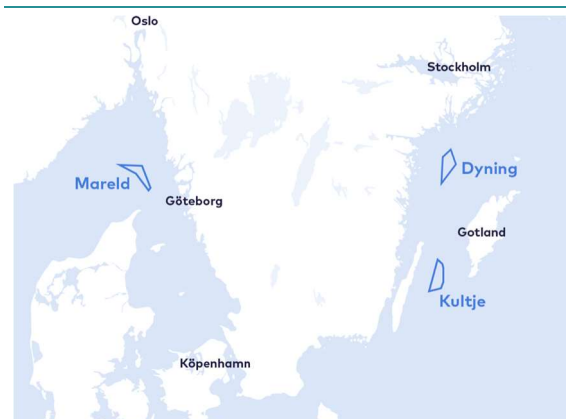 Oslo
Stockholm
Mareld
Dyning
Göteborg
Gotland
Kultje
Köpenhamn